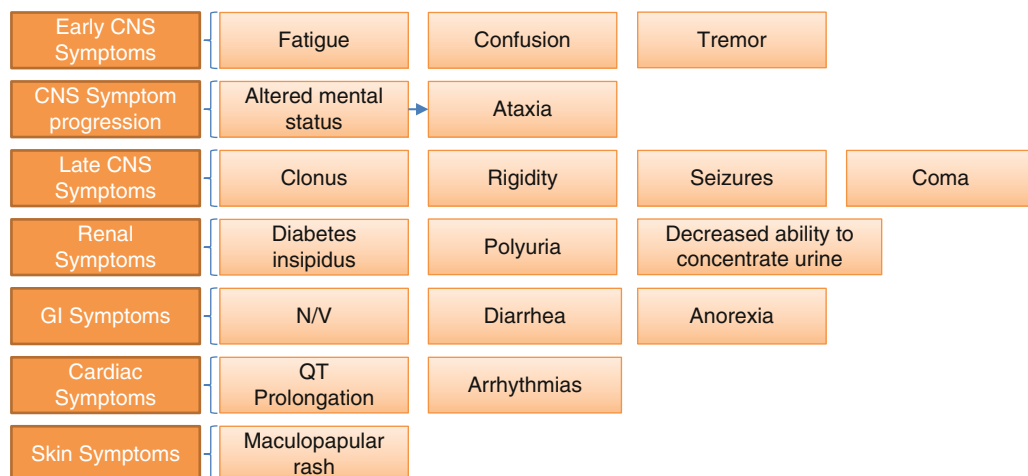 Early CNS
Symptoms
Fatigue
Confusion
Tremor
CNS Symptom
progression
Altered mental
status
Ataxia
Late CNS
Symptoms
Clonus
Rigidity
Seizures
Coma
Renal
Symptoms
Diabetes
insipidus
Polyuria
Decreased ability to
concentrate urine
GI Symptoms
N/V
Diarrhea
Anorexia
Cardiac
Symptoms
QT
Prolongation
Arrhythmias
Skin Symptoms
Maculopapular
rash